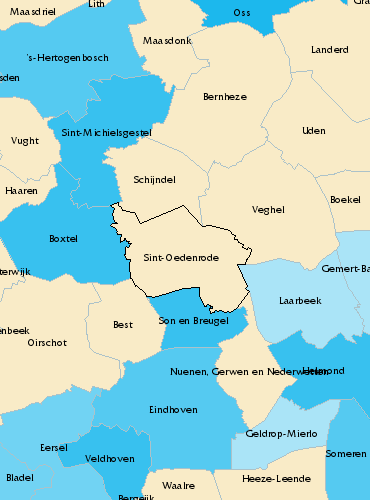 Lith
Maasdriel
Oss
Maasdonk
Landerd
's-Hertogenbosch
sden
Bernheze
Uden
Sint-Michielsgestel
Vught
Schijndel
Haaren
Boekel
Veghel
Boxtel
Sint-Oedenrode
terwijk
Gemert-Ba
Laarbeek
Son en Breugel
Best
enbeek
Oirschot
Nuenen, Gerwen en Nederwetten
Helmond
Eindhoven
Geldrop-Mierlo
Eersel
Someren
Veldhoven
Bladel
Heeze-Leende
Waalre
Bergeijk